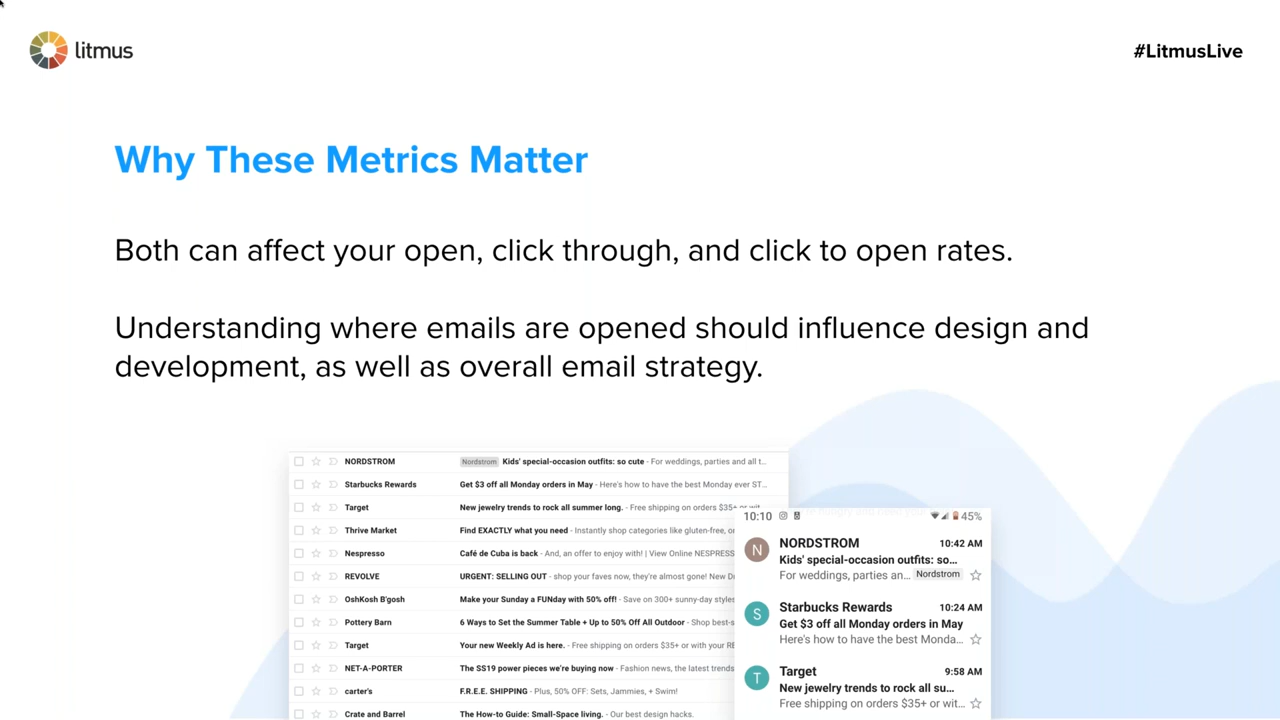 litmus
#LitmusLive
Why These Metrics Matter
Both can affect your open, click through, and click to open rates.
Understanding where emails are opened should influence design and
development, as well as overall email strategy.
NORDSTROM Nordstrom Kids' special-occasion outfits: so cute - For weddings, parties and all t...
Starbucks Rewards Get $3 off all Monday orders in May - Here's how to have the best Monday ever ST...
Target New jewelry trends to rock all summer long. - Free shipping on orders $35+ or wit
Thrive Market Find EXACTLY what you need - Instantly shop categories like gluten-free, o
Nespresso Café de Cuba is back - And, an offer to enjoy with! | View Online NESPRESS
REVOLVE URGENT: SELLING OUT - shop your faves now, they're almost gone! New D
OshKosh B'gosh Make your Sunday a FUNday with 50% off! - Save on 300+ sunny-day styles
Pottery Barn 6 Ways to Set the Summer Table + Up to 50% Off All Outdoor - Shop best-s
Target Your new Weekly Ad is here. - Free shipping on orders $35+ or with your RE
NET-A-PORTER The SS19 power pieces we're buying now - Fashion news, the latest trends
carter's F.R.E.E. SHIPPING - Plus, 50% OFF: Sets, Jammies, + Swim!
Crate and Barrel The How-to Guide: Small-Space living. - Our best design hacks.
10:10 45%
N NORDSTROM 10:42 AM
Kids' special-occasion outfits: so...
For weddings, parties an... Nordstrom
S Starbucks Rewards 10:24 AM
Get $3 off all Monday orders in May
Here's how to have the best Monda...
T Target 9:58 AM
New jewelry trends to rock all su...
Free shipping on orders $35+ or wit...